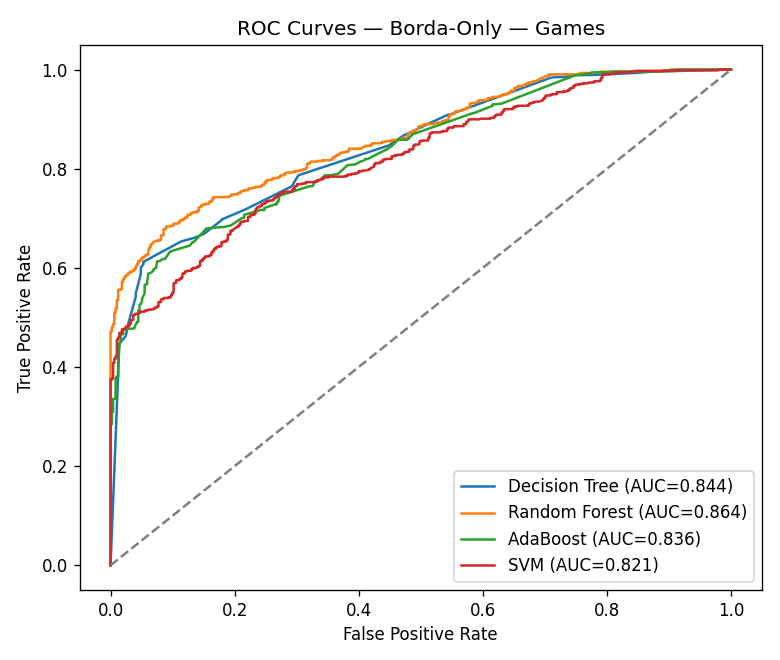 ROC Curves — Borda-Only — Games
True Positive Rate
1.0
0.8
0.6
0.4
0.2
0.0
0.0 0.2 0.4 0.6 0.8 1.0
False Positive Rate
Decision Tree (AUC=0.844)
Random Forest (AUC=0.864)
AdaBoost (AUC=0.836)
SVM (AUC=0.821)